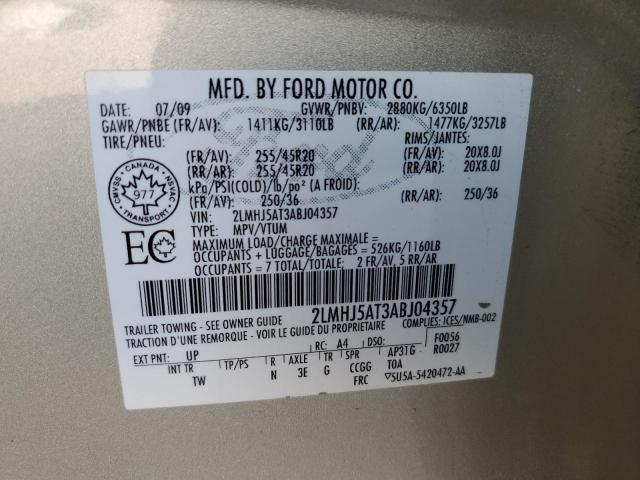 MFD. BY FORD MOTOR CO.
DATE: 07/09 GVWR/PNBV: 2880KG/6350LB
GAWR/PNBE (FR/AV): 1411KG/3110LB (RR/AR): 1477KG/3257LB
TIRE/PNEU: RIMS/JANTES:
(FR/AV): 255/45R20 (FR/AV): 20X8.0J
(RR/AR): 255/45R20 (RR/AR): 20X8.0J
kPa/PSI(COLD)/lb/po² (A FROID):
(FR/AV): 250/36 (RR/AR): 250/36
VIN: 2LMHJ5AT3ABJ04357
TYPE: MPV/VTUM
MAXIMUM LOAD/CHARGE MAXIMALE =
OCCUPANTS + LUGGAGE/BAGAGES = 526KG/1160LB
OCCUPANTS = 7 TOTAL/TOTALE: 2 FR/AV, 5 RR/AR
CANADA
CMVSS NSVAC
977
TRANSPORT
EC
Ford
2LMHJ5AT3ABJ04357
TRAILER TOWING - SEE OWNER GUIDE
TRACTION D'UNE REMORQUE - VOIR GUIDE DU PROPRIETAIRE
COMPLIES: ICES/NMB-002
EXT PNT: UP RC: A4 DSO: F0056
AP3TG R0027
INT TR TP/PS R AXLE TR SPR T0A
TW N 3E G CCGG
FRC 5U5A-5420472-AA